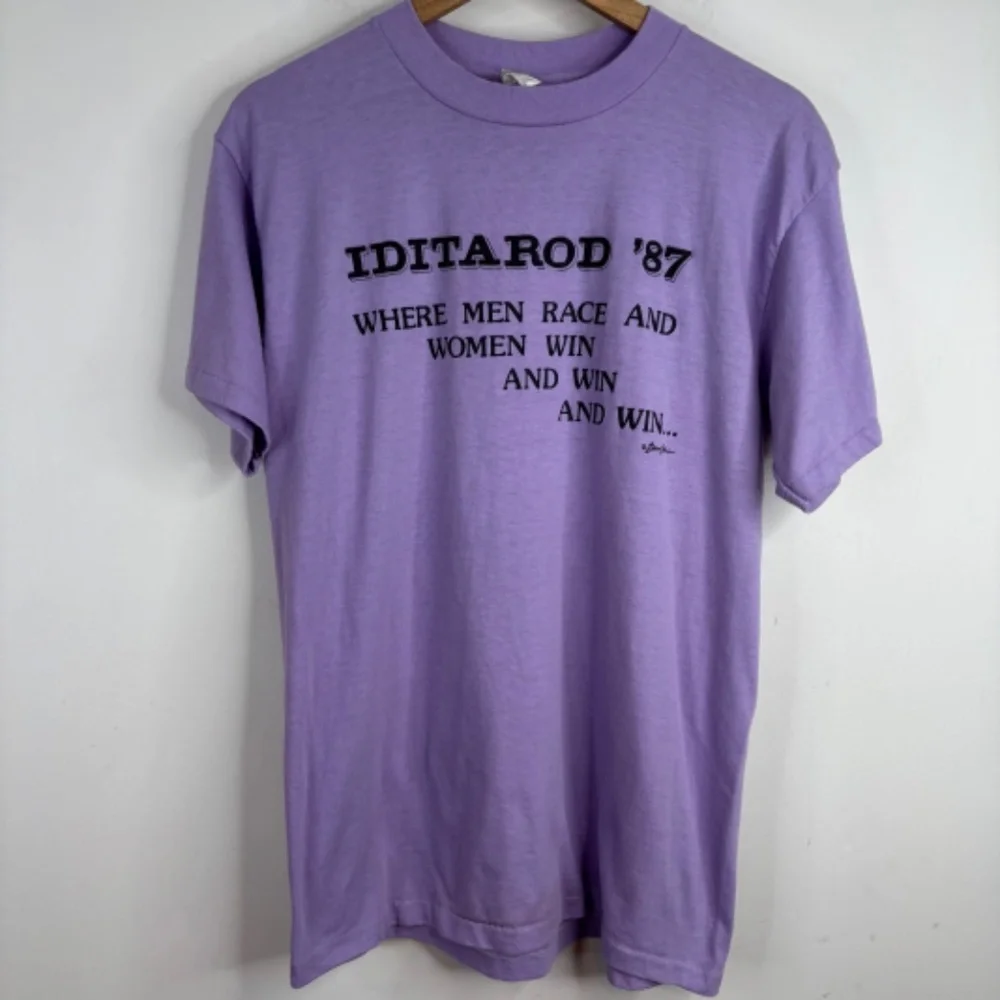 IDITAROD '87
WHERE MEN RACE AND
WOMEN WIN
AND WIN
AND WIN...